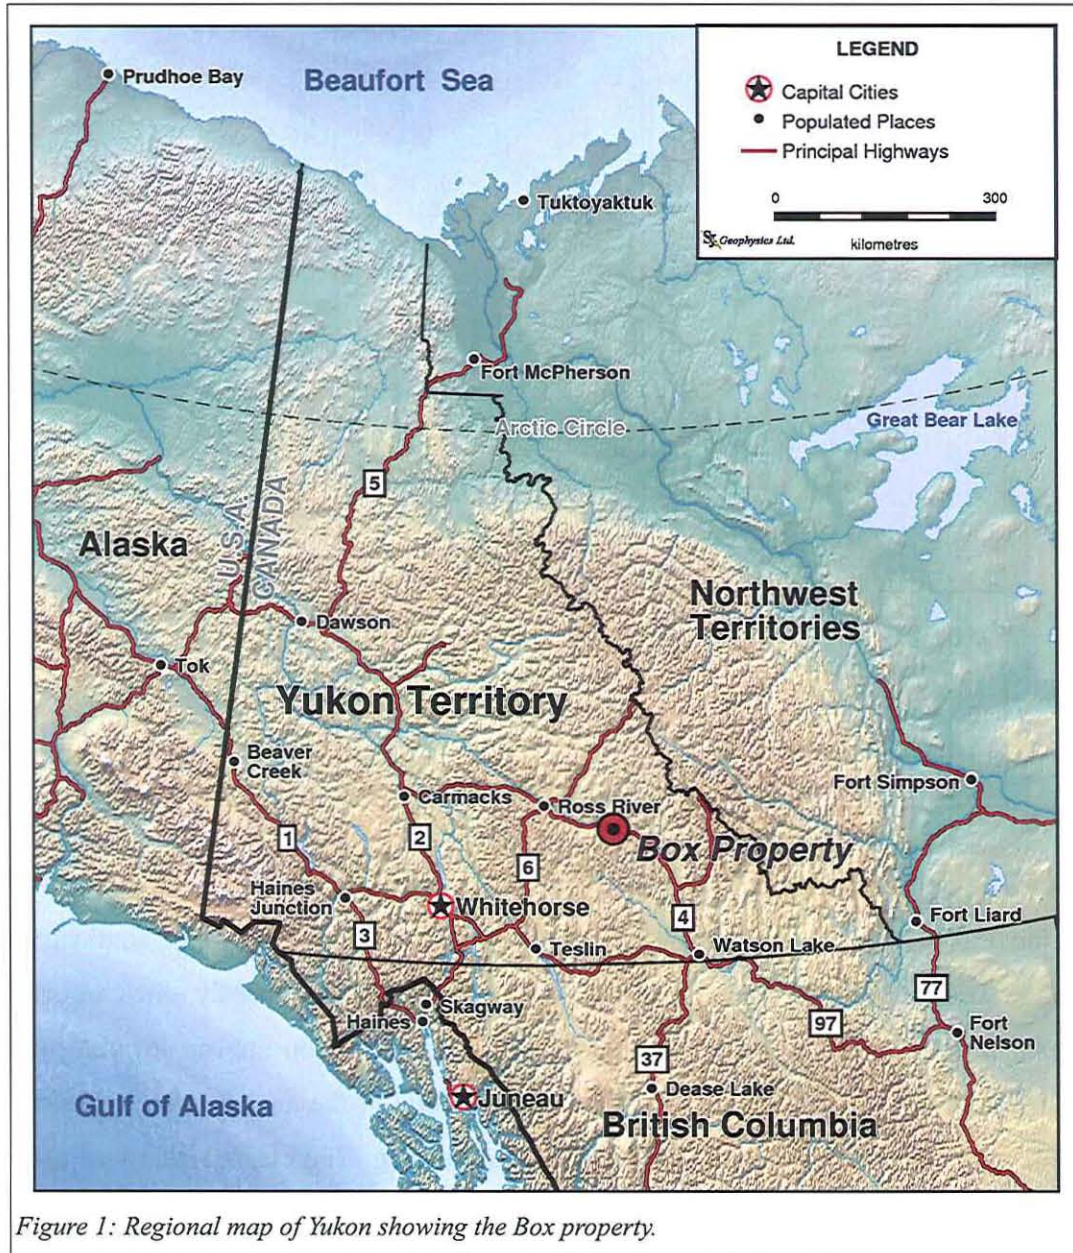 Prudhoe Bay
Beaufort Sea
LEGEND
Capital Cities
Populated Places
Principal Highways
0 300
kilometres
SJ Geophysics Ltd.
Tuktoyaktuk
Fort McPherson
Arctic Circle
Great Bear Lake
5
U.S.A.
CANADA
Alaska
Northwest
Territories
Dawson
Tok
Yukon Territory
Beaver
Creek
Carmacks
Ross River
Fort Simpson
Box Property
1
2
6
Haines
Junction
Whitehorse
4
Fort Liard
3
Teslin
Watson Lake
77
Skagway
Haines
97
Fort
Nelson
37
Dease Lake
Juneau
Gulf of Alaska
British Columbia
Figure 1: Regional map of Yukon showing the Box property.